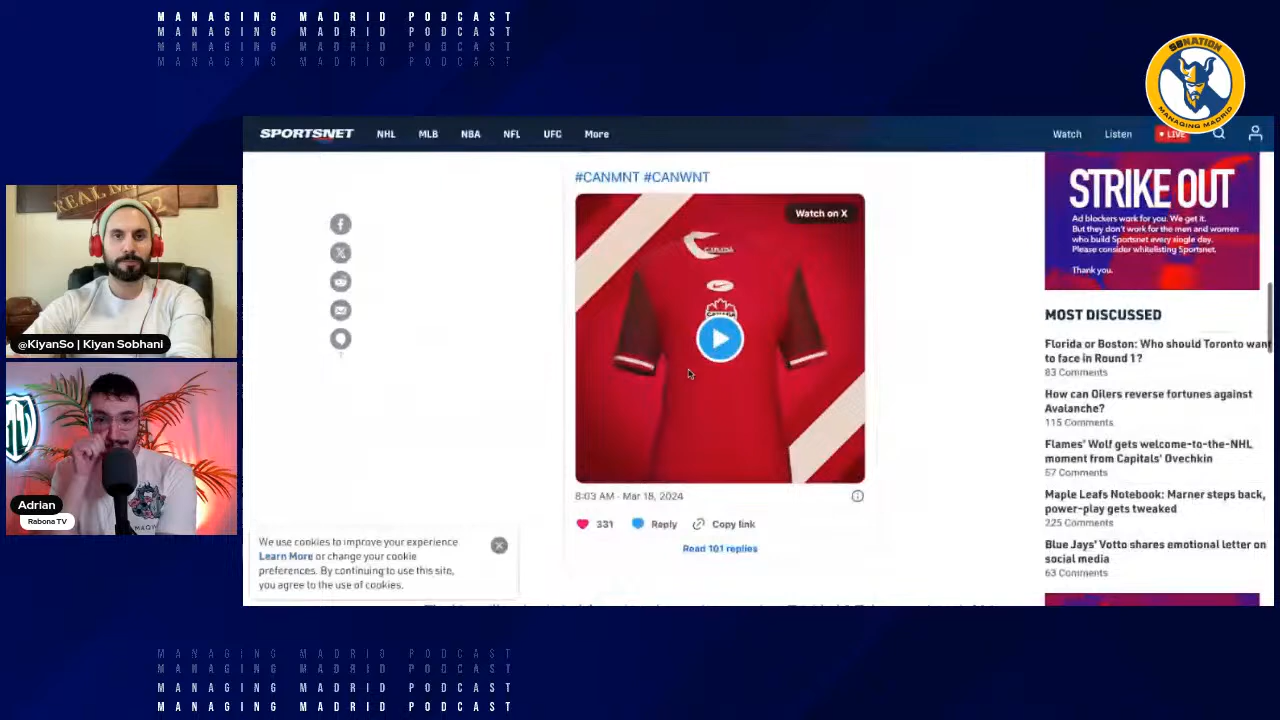 MANAGING MADRID PODCAST
MANAGING MADRID PODCAST
MANAGING MADRID PODCAST
MANAGING MADRID PODCAST
SBNATION
MANAGING MADRID
SPORTSNET NHL MLB NBA NFL UFC More Watch Listen LIVE
#CANMNT #CANWNT
Watch on X
CANADA
8:03 AM · Mar 18, 2024
331 Reply Copy link
Read 101 replies
We use cookies to improve your experience
Learn More or change your cookie
preferences. By continuing to use this site,
you agree to the use of cookies.
STRIKE OUT
Ad blockers work for you. We get it.
But they don't work for the men and women
who build Sportsnet every single day.
Please consider whitelisting Sportsnet.
Thank you.
MOST DISCUSSED
Florida or Boston: Who should Toronto want
to face in Round 1?
83 Comments
How can Oilers reverse fortunes against
Avalanche?
115 Comments
Flames' Wolf gets welcome-to-the-NHL
moment from Capitals' Ovechkin
57 Comments
Maple Leafs Notebook: Marner steps back,
power-play gets tweaked
225 Comments
Blue Jays' Votto shares emotional letter on
social media
63 Comments
REAL M
@KiyanSo | Kiyan Sobhani
Adrian
Rabona TV
MANAGING MADRID PODCAST
MANAGING MADRID PODCAST
MANAGING MADRID PODCAST
MANAGING MADRID PODCAST